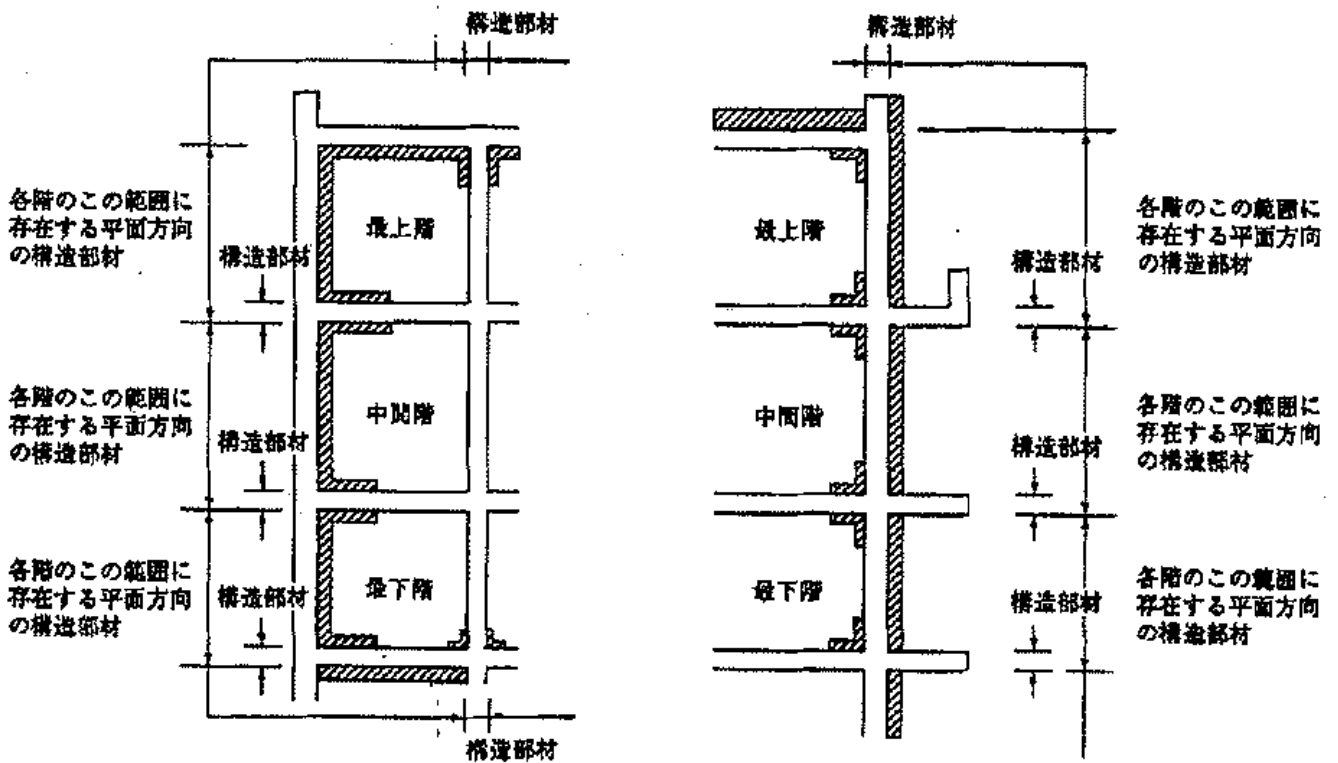 構造部材
各階のこの範囲に
存在する平面方向
の構造部材
構造部材
最上階
各階のこの範囲に
存在する平面方向
の構造部材
構造部材
中間階
各階のこの範囲に
存在する平面方向
の構造部材
構造部材
最下階
構造部材
構造部材
最上階
構造部材
各階のこの範囲に
存在する平面方向
の構造部材
中間階
構造部材
各階のこの範囲に
存在する平面方向
の構造部材
最下階
構造部材
各階のこの範囲に
存在する平面方向
の構造部材